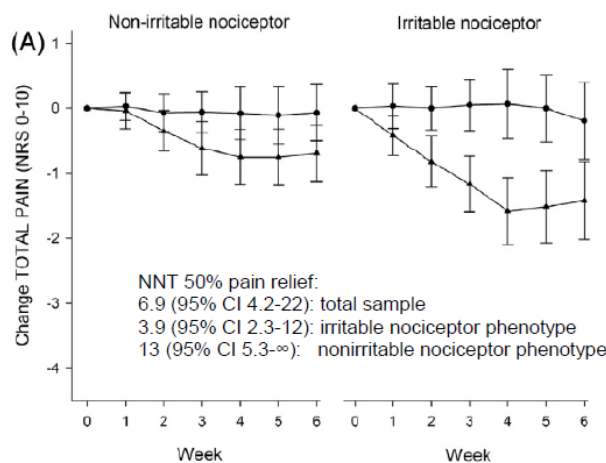 Non-irritable nociceptor
Irritable nociceptor
(A)
Change TOTAL PAIN (NRS 0-10)
1
0
-1
-2
-3
-4
NNT 50% pain relief:
6.9 (95% CI 4.2-22): total sample
3.9 (95% CI 2.3-12): irritable nociceptor phenotype
13 (95% CI 5.3-∞): nonirritable nociceptor phenotype
0 1 2 3 4 5 6
0 1 2 3 4 5 6
Week
Week